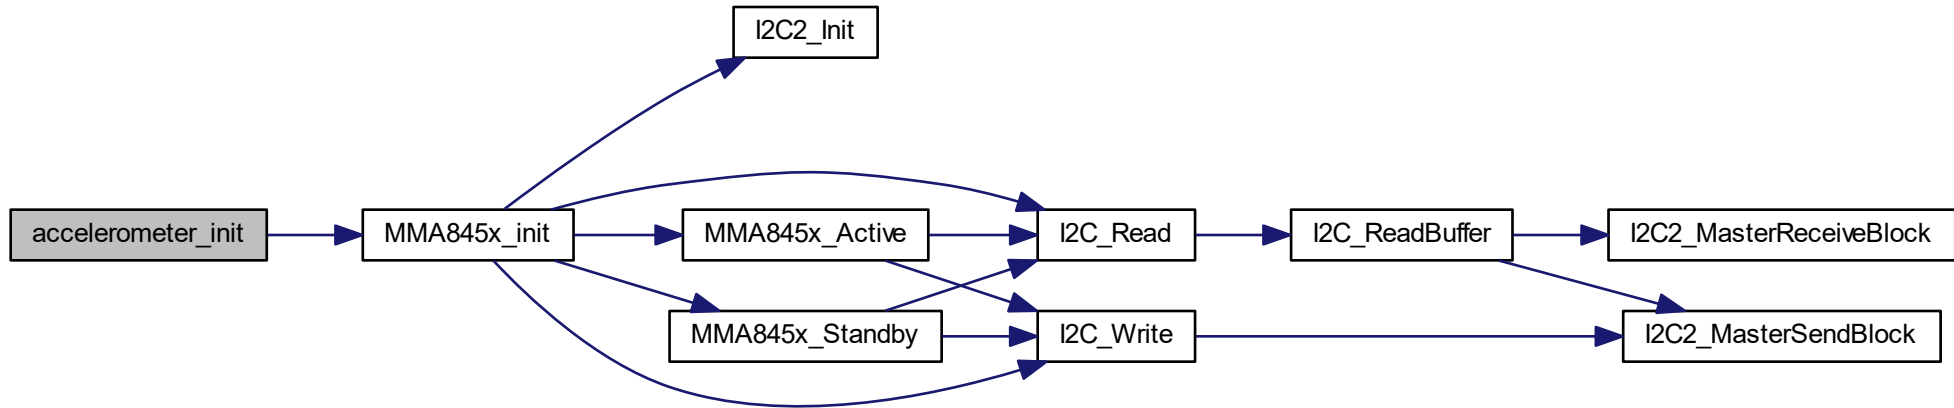 I2C2_Init
accelerometer_init
MMA845x_init
MMA845x_Active
I2C_Read
I2C_ReadBuffer
I2C2_MasterReceiveBlock
MMA845x_Standby
I2C_Write
I2C2_MasterSendBlock